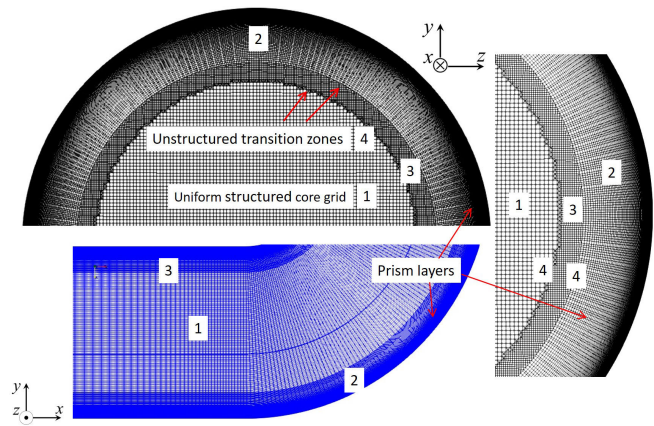 2
y
x
z
Unstructured transition zones
4
3
Uniform structured core grid
1
2
1
3
4
4
Prism layers
3
1
2
y
z
x